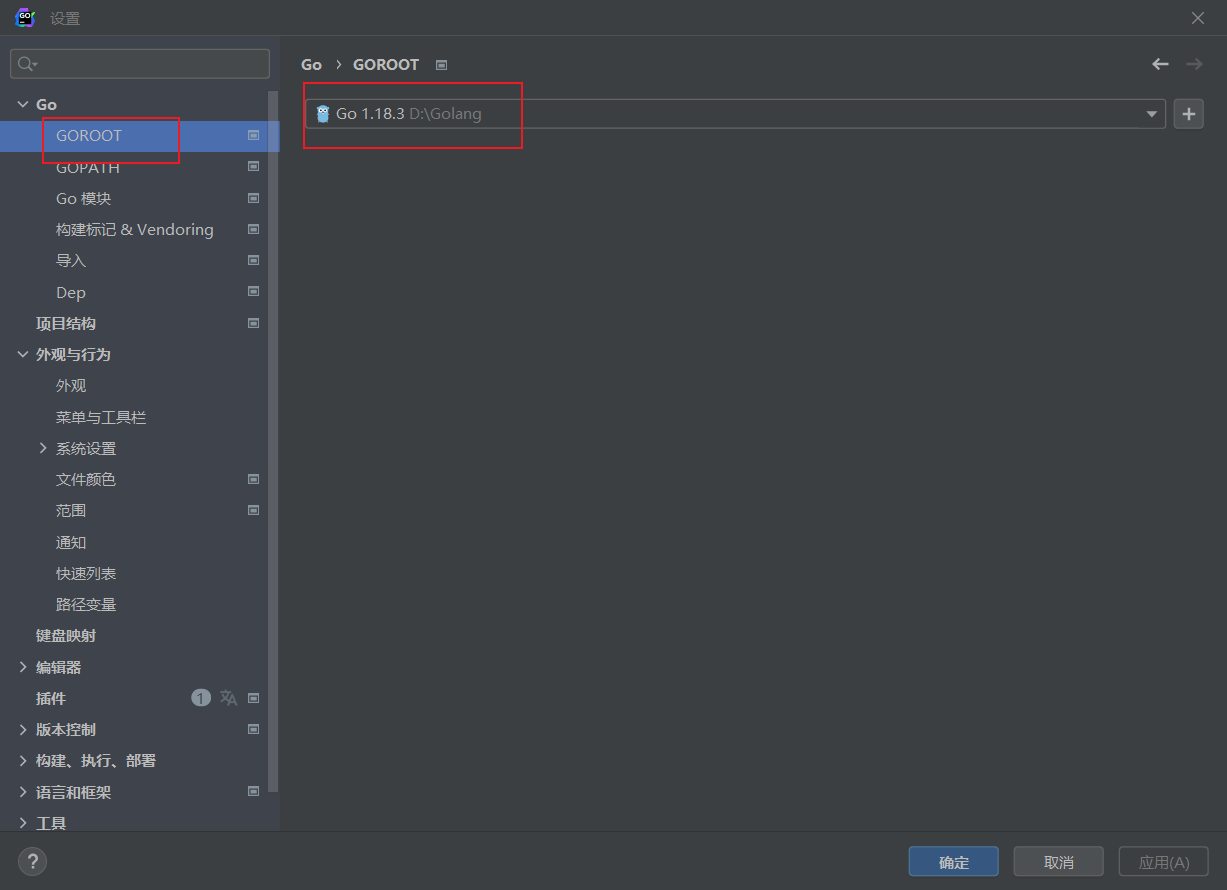 设置
Go
GOROOT
GOPATH
Go 模块
构建标记 & Vendoring
导入
Dep
项目结构
外观与行为
外观
菜单与工具栏
系统设置
文件颜色
范围
通知
快速列表
路径变量
键盘映射
编辑器
插件 1
版本控制
构建、执行、部署
语言和框架
工具
Go › GOROOT
Go 1.18.3 D:\Golang
?
确定 取消 应用(A)